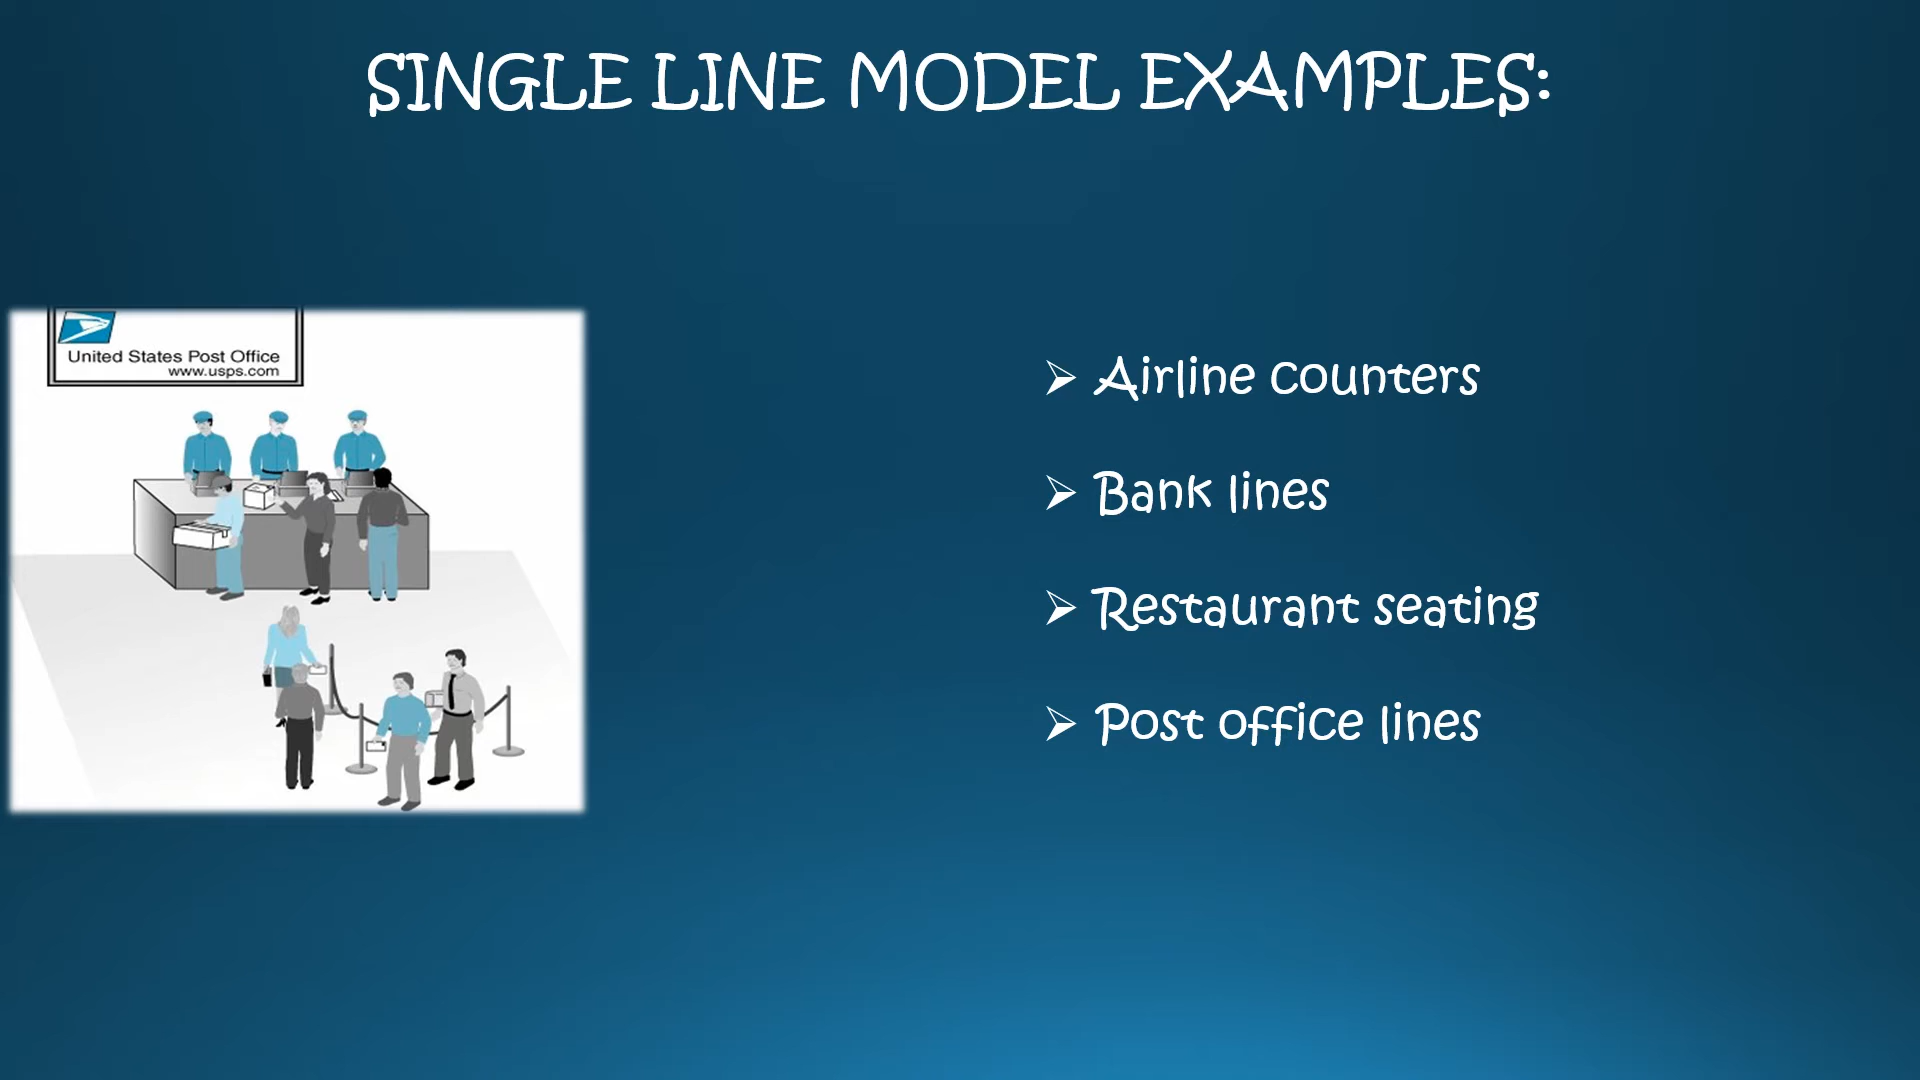 SINGLE LINE MODEL EXAMPLES:
United States Post Office
www.usps.com
➢ Airline counters
➢ Bank lines
➢ Restaurant seating
➢ Post office lines